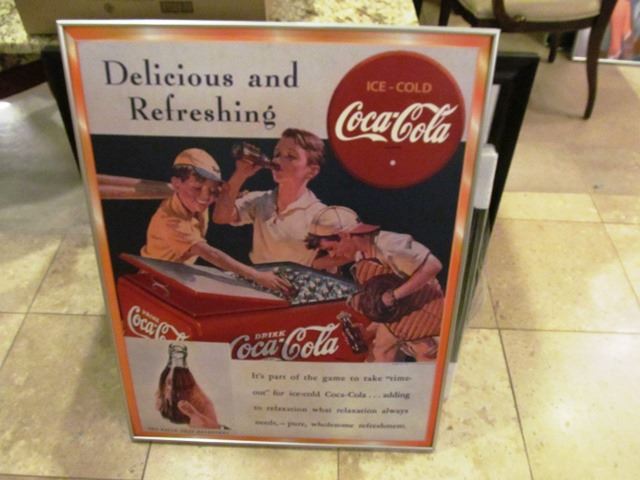 Delicious and
Refreshing
ICE-COLD
Coca-Cola
DRINK
Coca-Cola
DRINK
Coca-Cola
It's part of the game to take "time-
out" for ice-cold Coca-Cola . . . adding
to relaxation what relaxation always
needs,—pure, wholesome refreshment.